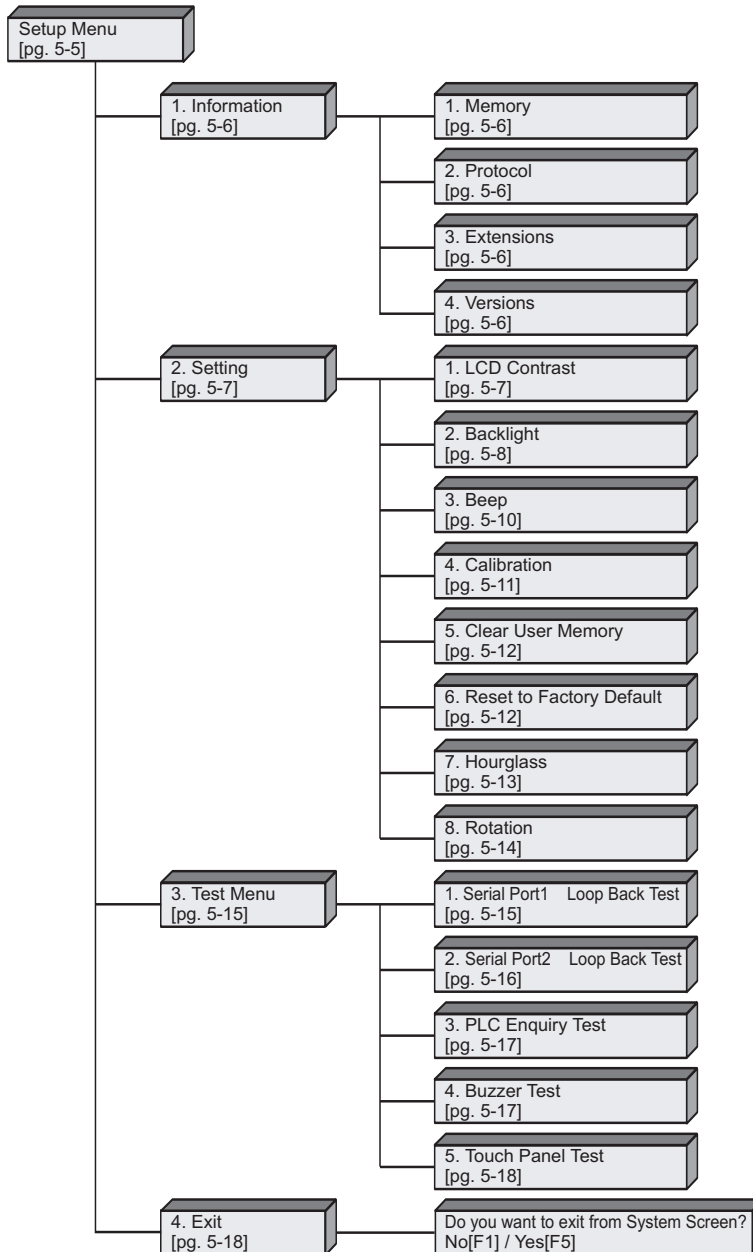 Setup Menu
[pg. 5-5]
1. Information
[pg. 5-6]
1. Memory
[pg. 5-6]
2. Protocol
[pg. 5-6]
3. Extensions
[pg. 5-6]
4. Versions
[pg. 5-6]
2. Setting
[pg. 5-7]
1. LCD Contrast
[pg. 5-7]
2. Backlight
[pg. 5-8]
3. Beep
[pg. 5-10]
4. Calibration
[pg. 5-11]
5. Clear User Memory
[pg. 5-12]
6. Reset to Factory Default
[pg. 5-12]
7. Hourglass
[pg. 5-13]
8. Rotation
[pg. 5-14]
3. Test Menu
[pg. 5-15]
1. Serial Port1 Loop Back Test
[pg. 5-15]
2. Serial Port2 Loop Back Test
[pg. 5-16]
3. PLC Enquiry Test
[pg. 5-17]
4. Buzzer Test
[pg. 5-17]
5. Touch Panel Test
[pg. 5-18]
4. Exit
[pg. 5-18]
Do you want to exit from System Screen?
No[F1] / Yes[F5]